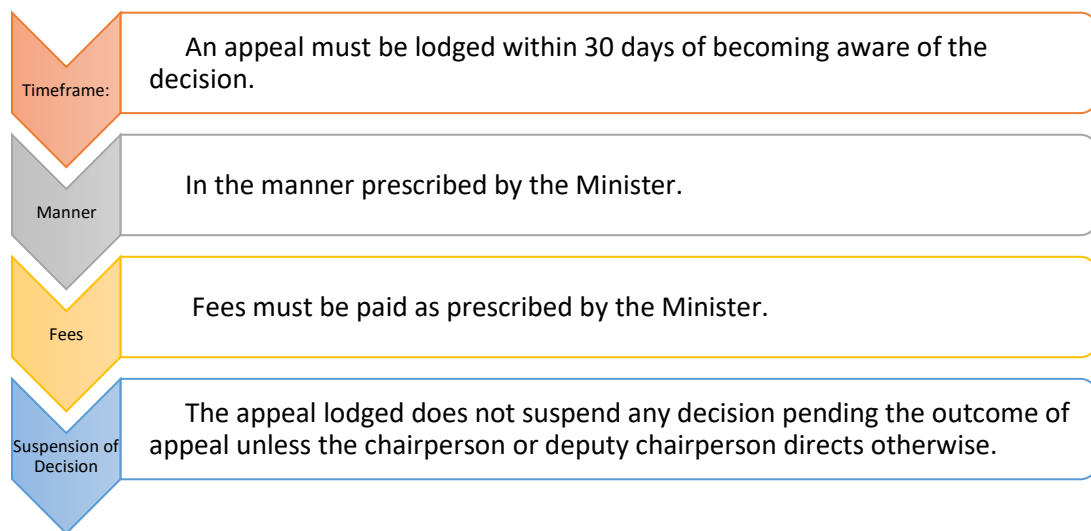 Timeframe:
An appeal must be lodged within 30 days of becoming aware of the
decision.
Manner
In the manner prescribed by the Minister.
Fees
Fees must be paid as prescribed by the Minister.
Suspension of
Decision
The appeal lodged does not suspend any decision pending the outcome of
appeal unless the chairperson or deputy chairperson directs otherwise.